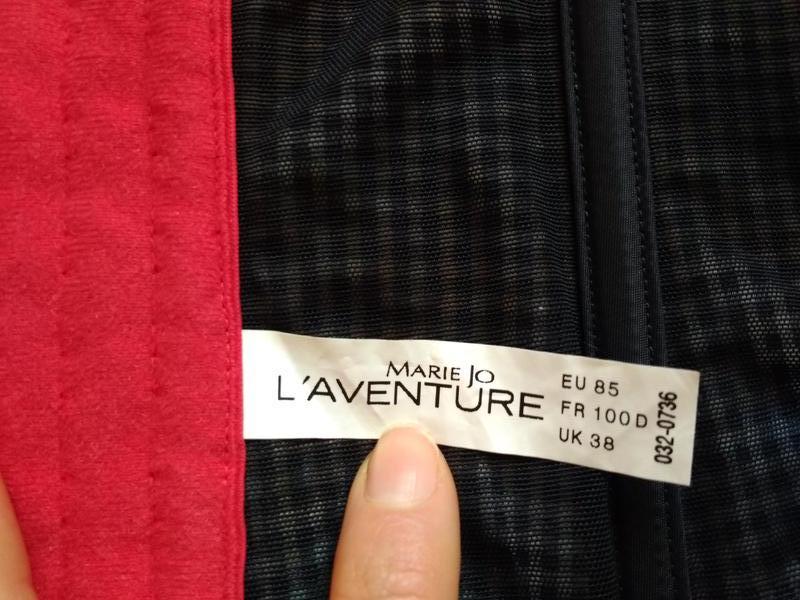 MARIE JO
L'AVENTURE
EU 85
FR 100 D
UK 38
032-0736